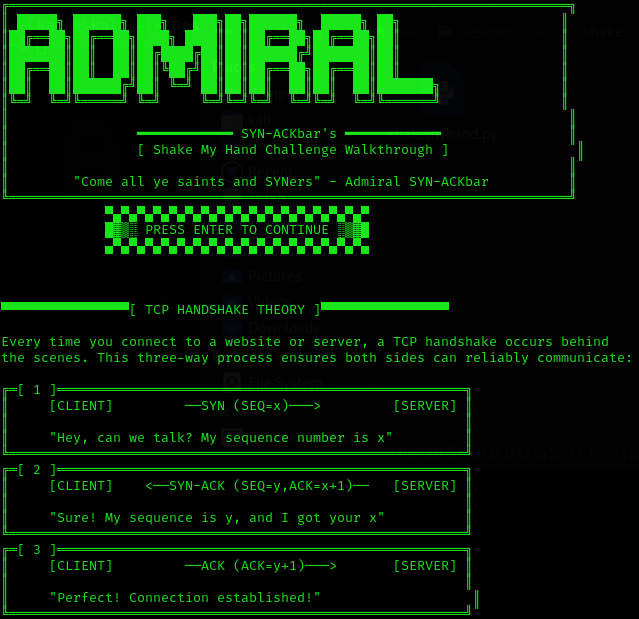 ADMIRAL
SYN-ACKbar's
[ Shake My Hand Challenge Walkthrough ]
"Come all ye saints and SYNers" - Admiral SYN-ACKbar
PRESS ENTER TO CONTINUE
[ TCP HANDSHAKE THEORY ]
Every time you connect to a website or server, a TCP handshake occurs behind
the scenes. This three-way process ensures both sides can reliably communicate:
[ 1 ]
[CLIENT] ——SYN (SEQ=x)———> [SERVER]
"Hey, can we talk? My sequence number is x"
[ 2 ]
[CLIENT] <——SYN-ACK (SEQ=y,ACK=x+1)—— [SERVER]
"Sure! My sequence is y, and I got your x"
[ 3 ]
[CLIENT] ——ACK (ACK=y+1)———> [SERVER]
"Perfect! Connection established!"
Pictures
Downloads
File System